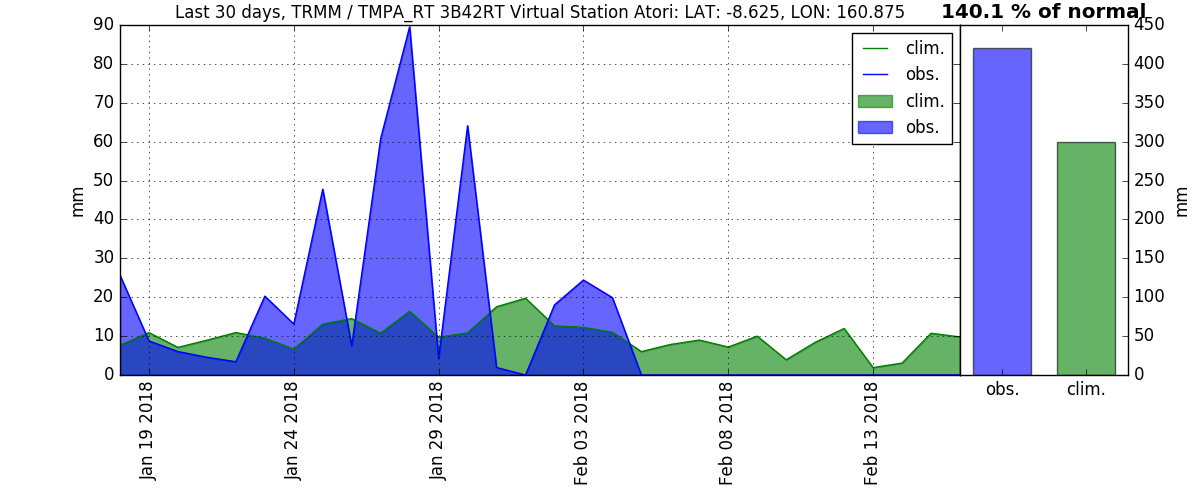 Last 30 days, TRMM / TMPA_RT 3B42RT Virtual Station Atori: LAT: -8.625, LON: 160.875
140.1 % of normal
90
80
70
60
50
40
30
20
10
0
mm
clim.
obs.
clim.
obs.
Jan 19 2018
Jan 24 2018
Jan 29 2018
Feb 03 2018
Feb 08 2018
Feb 13 2018
450
400
350
300
250
200
150
100
50
0
mm
obs.
clim.